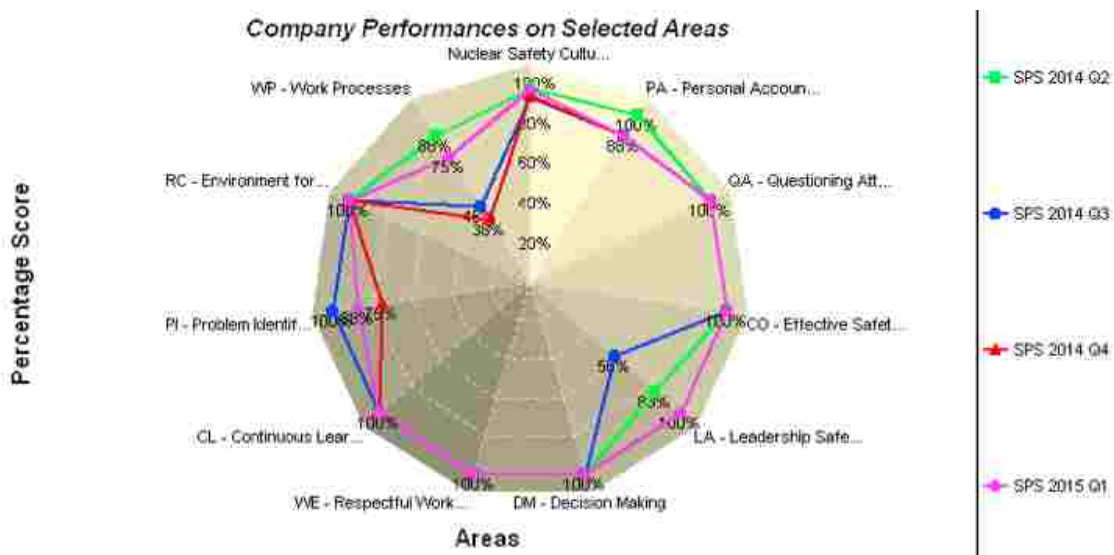 Company Performances on Selected Areas
Nuclear Safety Cultu...
WP - Work Processes
PA - Personal Accoun...
100%
88%
80%
88%
75%
60%
RC - Environment for...
QA - Questioning Att...
100%
100%
40%
38%
20%
Percentage Score
PI - Problem Identif...
100%
88%
75%
100%
CO - Effective Safet...
CL - Continuous Lear...
100%
100%
LA - Leadership Safe...
WE - Respectful Work...
100%
100%
DM - Decision Making
Areas
SPS 2014 Q2
SPS 2014 Q3
SPS 2014 Q4
SPS 2015 Q1